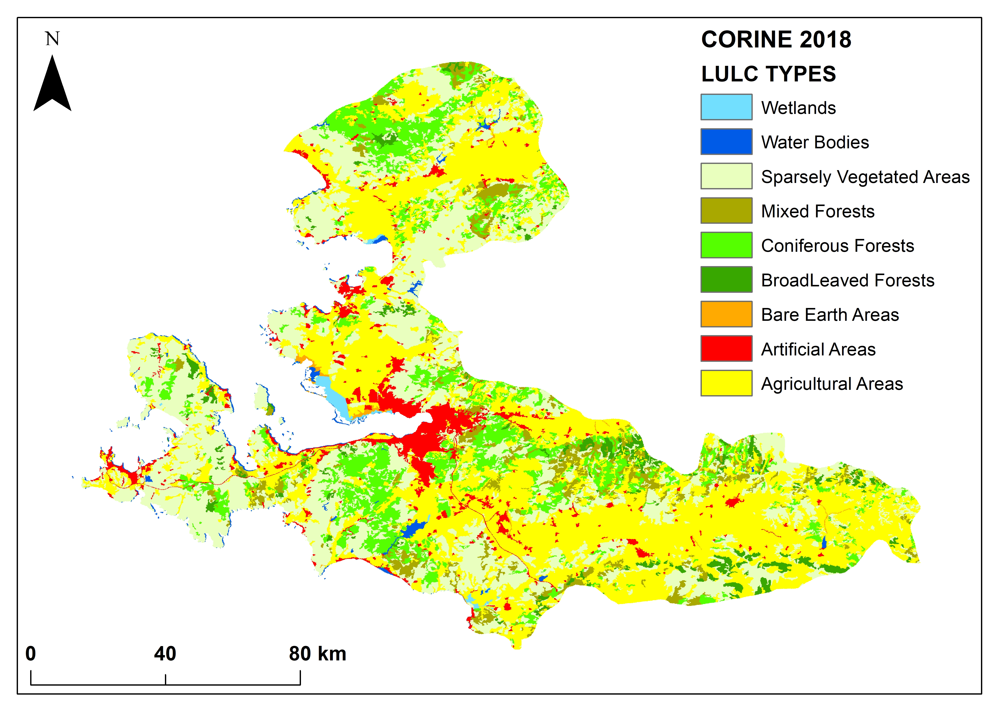 N
CORINE 2018
LULC TYPES
Wetlands
Water Bodies
Sparsely Vegetated Areas
Mixed Forests
Coniferous Forests
BroadLeaved Forests
Bare Earth Areas
Artificial Areas
Agricultural Areas
0 40 80 km